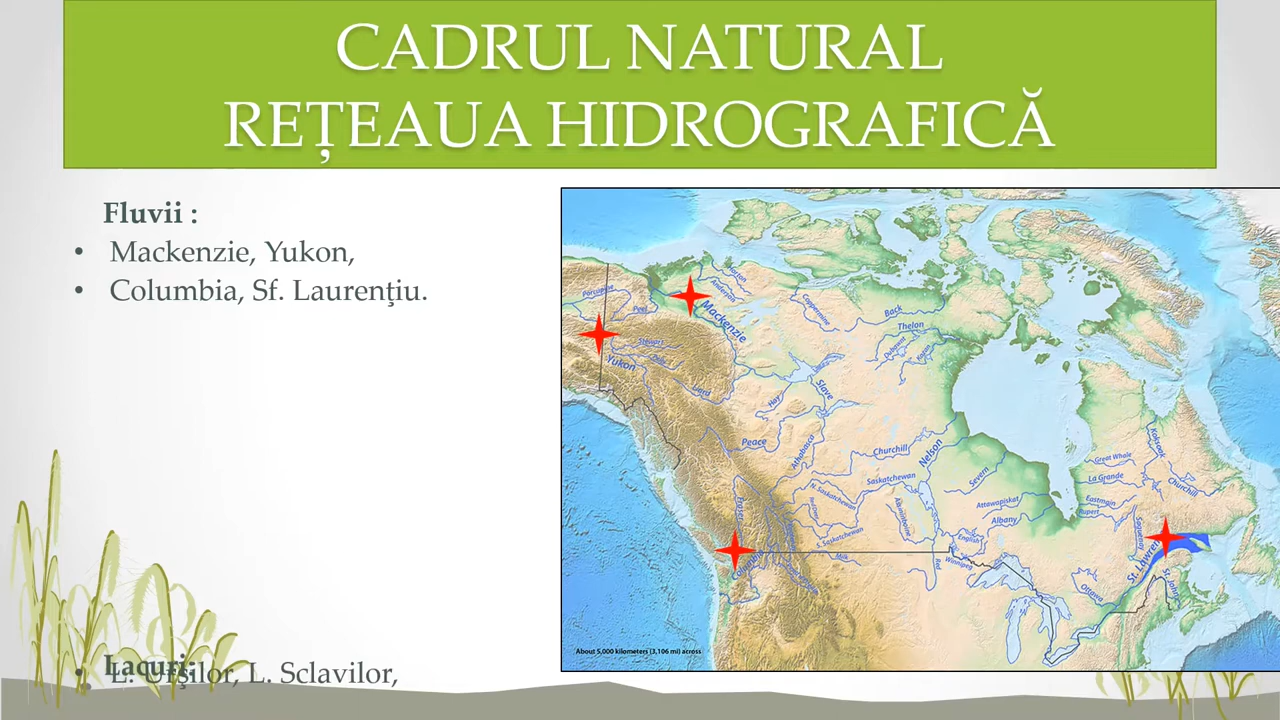 CADRUL NATURAL
REȚEAUA HIDROGRAFICĂ
Fluvii :
• Mackenzie, Yukon,
• Columbia, Sf. Laurenţiu.
Lacuri:
• L. Urşilor, L. Sclavilor,
Horton
Anderson
Porcupine
Peel
Mackenzie
Coppermine
Back
Thelon
Dubawnt
Kazan
Stewart
Pelly
Yukon
Liard
Hay
Slave
Peace
Athabasca
Churchill
Nelson
Severn
Great Whale
Koksoak
La Grande
Churchill
Eastmain
Rupert
Saskatchewan
N. Saskatchewan
Attawapiskat
Albany
Fraser
Assiniboine
English
Saguenay
S. Saskatchewan
Milk
Red
Winnipeg
Columbia
Ottawa
St. Lawrence
St. John
About 5,000 kilometers (3,106 mi) across